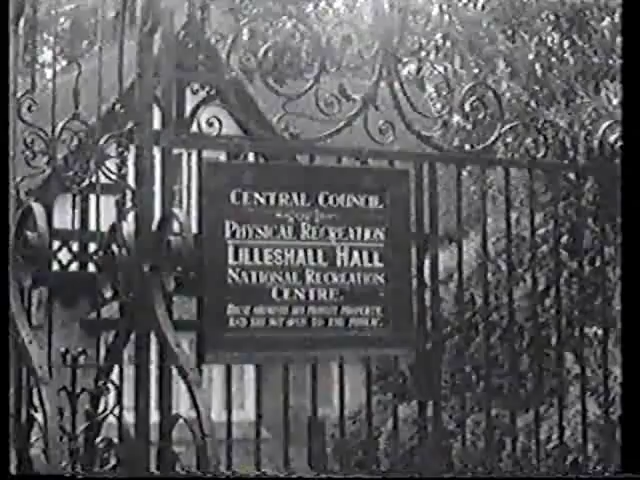 CENTRAL COUNCIL
OF
PHYSICAL RECREATION
LILLESHALL HALL
NATIONAL RECREATION
CENTRE.
THESE GROUNDS ARE PRIVATE PROPERTY
AND ARE NOT OPEN TO THE PUBLIC.